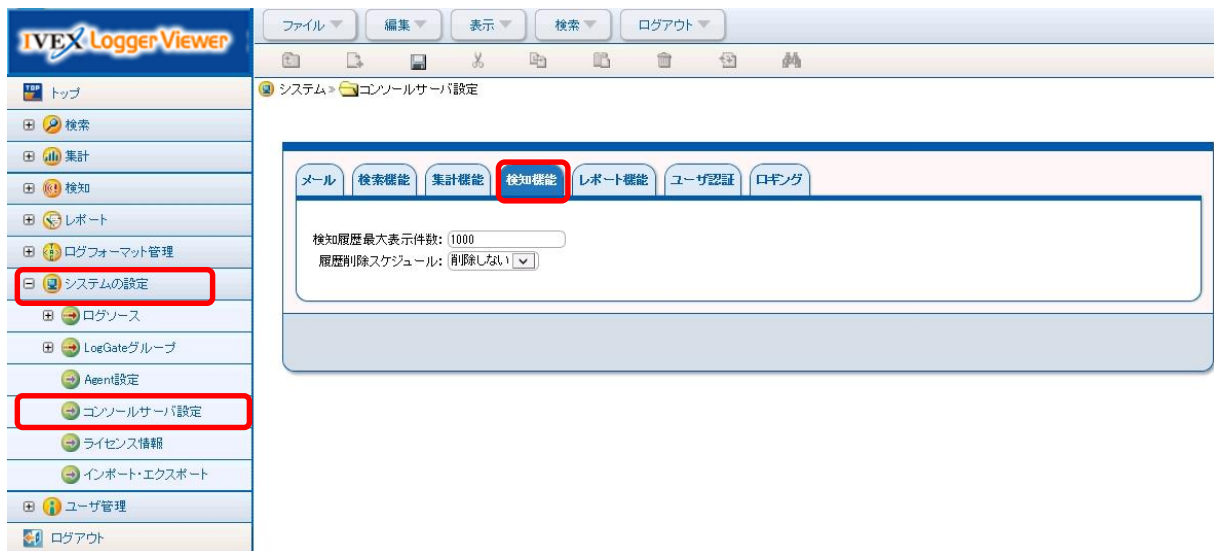 IVEX Logger Viewer
ファイル 編集 表示 検索 ログアウト
システム » コンソールサーバ設定
TOP トップ
検索
集計
検知
レポート
ログフォーマット管理
システムの設定
ログソース
LogGateグループ
Agent設定
コンソールサーバ設定
ライセンス情報
インポート・エクスポート
ユーザ管理
ログアウト
メール 検索機能 集計機能 検知機能 レポート機能 ユーザ認証 ロギング
検知履歴最大表示件数: 1000
履歴削除スケジュール: 削除しない